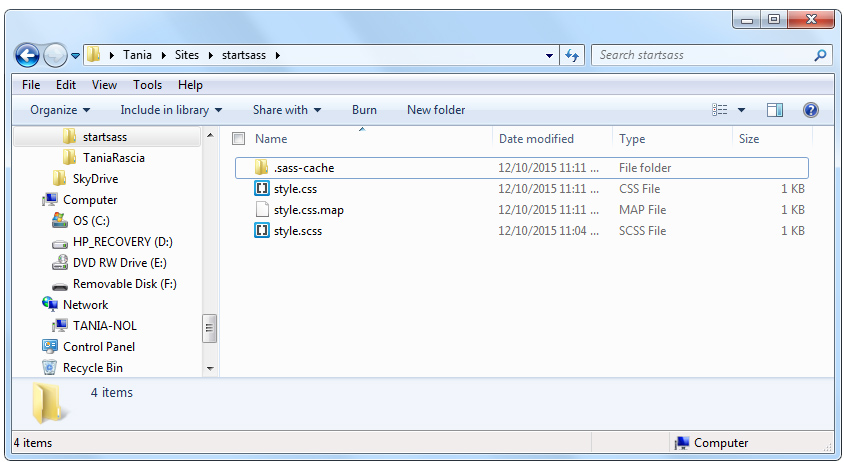 Tania Sites startsass
Search startsass
File Edit View Tools Help
Organize Include in library Share with Burn New folder
startsass
TaniaRascia
SkyDrive
Computer
OS (C:)
HP_RECOVERY (D:)
DVD RW Drive (E:)
Removable Disk (F:)
Network
TANIA-NOL
Control Panel
Recycle Bin
Name Date modified Type Size
.sass-cache 12/10/2015 11:11 ... File folder
style.css 12/10/2015 11:11 ... CSS File 1 KB
style.css.map 12/10/2015 11:11 ... MAP File 1 KB
style.scss 12/10/2015 11:04 ... SCSS File 1 KB
4 items
4 items Computer